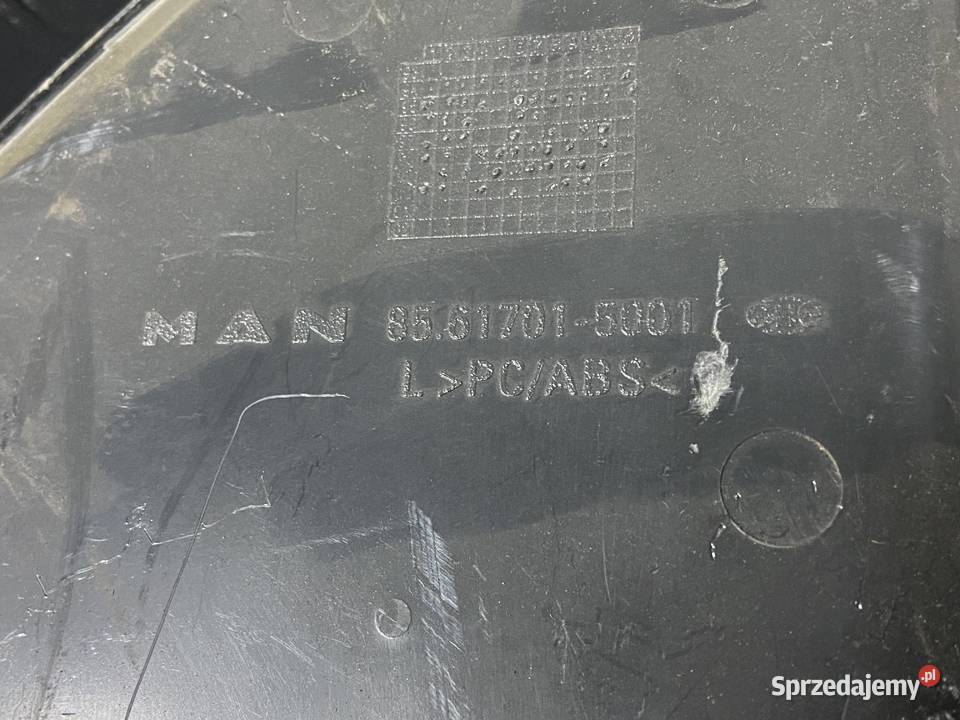 MAN 85.61701-5001
L >PC/ABS<
Sprzedajemy.pl